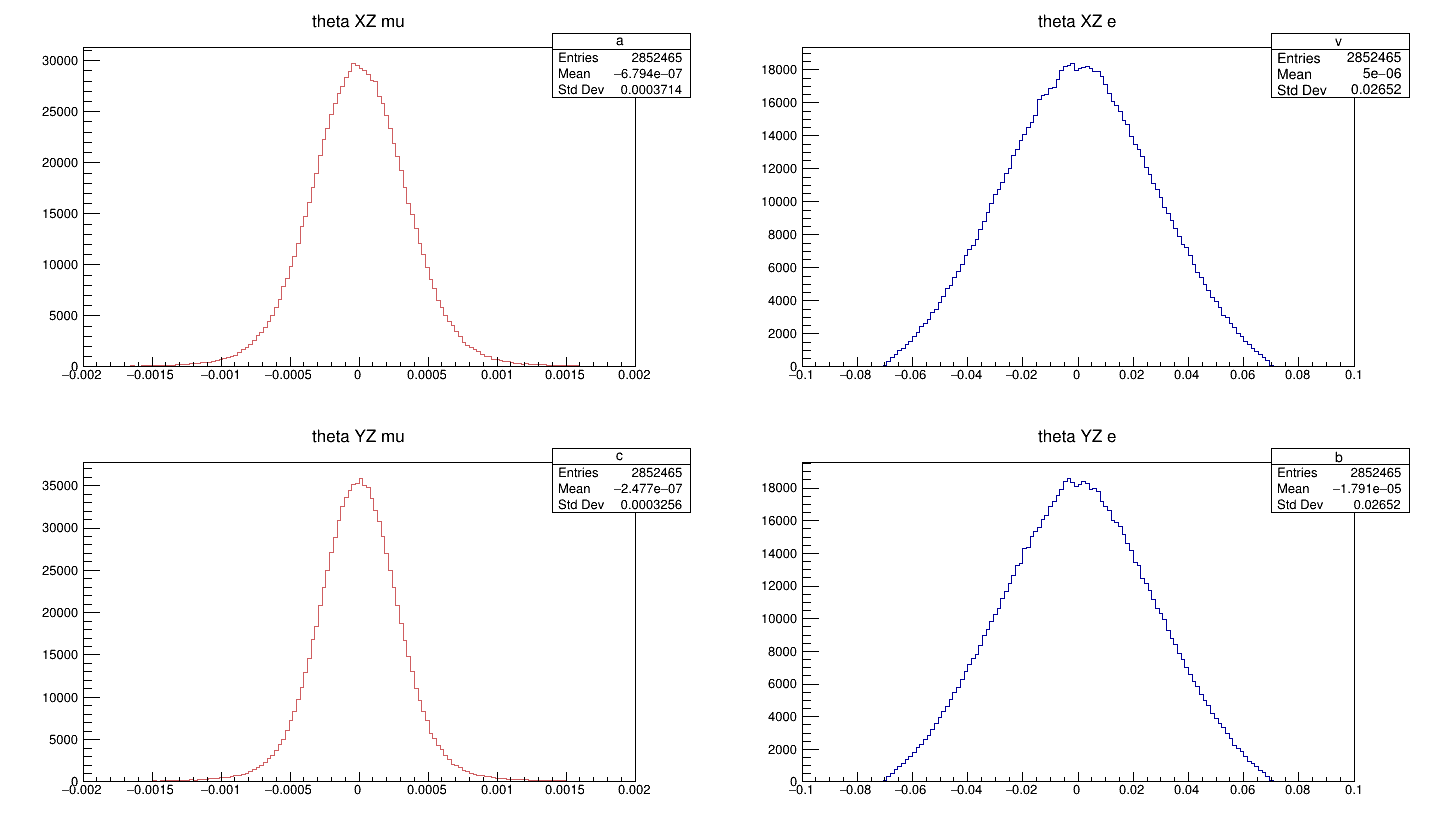 theta XZ mu
a
Entries 2852465
Mean −6.794e−07
Std Dev 0.0003714
30000
25000
20000
15000
10000
5000
0
−0.002 −0.0015 −0.001 −0.0005 0 0.0005 0.001 0.0015 0.002
theta XZ e
v
Entries 2852465
Mean 5e−06
Std Dev 0.02652
18000
16000
14000
12000
10000
8000
6000
4000
2000
0
−0.1 −0.08 −0.06 −0.04 −0.02 0 0.02 0.04 0.06 0.08 0.1
theta YZ mu
c
Entries 2852465
Mean −2.477e−07
Std Dev 0.0003256
35000
30000
25000
20000
15000
10000
5000
0
−0.002 −0.0015 −0.001 −0.0005 0 0.0005 0.001 0.0015 0.002
theta YZ e
b
Entries 2852465
Mean −1.791e−05
Std Dev 0.02652
18000
16000
14000
12000
10000
8000
6000
4000
2000
0
−0.1 −0.08 −0.06 −0.04 −0.02 0 0.02 0.04 0.06 0.08 0.1